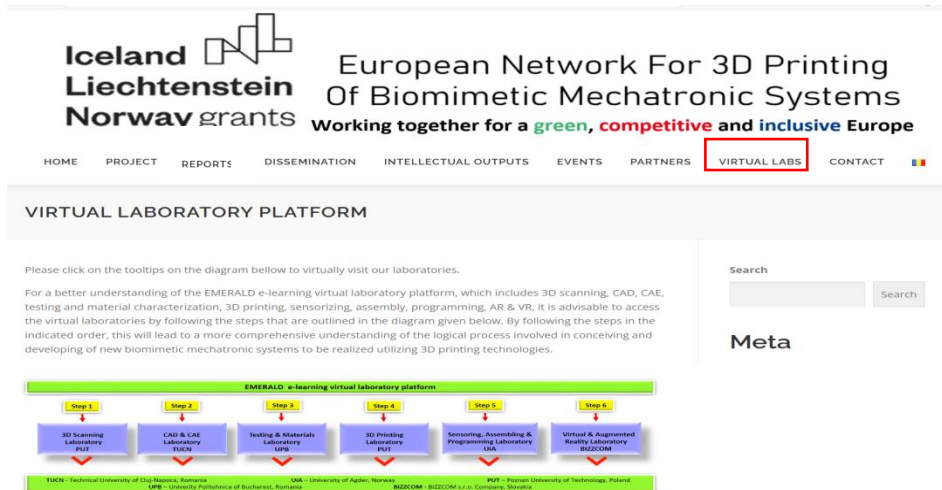 Iceland
Liechtenstein
Norway grants
European Network For 3D Printing
Of Biomimetic Mechatronic Systems
Working together for a green, competitive and inclusive Europe
HOME PROJECT REPORTS DISSEMINATION INTELLECTUAL OUTPUTS EVENTS PARTNERS VIRTUAL LABS CONTACT
VIRTUAL LABORATORY PLATFORM
Please click on the tooltips on the diagram bellow to virtually visit our laboratories.
For a better understanding of the EMERALD e-learning virtual laboratory platform, which includes 3D scanning, CAD, CAE,
testing and material characterization, 3D printing, sensorizing, assembly, programming, AR & VR, it is advisable to access
the virtual laboratories by following the steps that are outlined in the diagram given below. By following the steps in the
indicated order, this will lead to a more comprehensive understanding of the logical process involved in conceiving and
developing of new biomimetic mechatronic systems to be realized utilizing 3D printing technologies.
Search
Search
Meta
EMERALD e-learning virtual laboratory platform
Step 1 Step 2 Step 3 Step 4 Step 5 Step 6
3D Scanning
Laboratory
PUT
CAD & CAE
Laboratory
TUCN
Testing & Materials
Laboratory
UPB
3D Printing
Laboratory
PUT
Sensoring, Assembling &
Programming Laboratory
UiA
Virtual & Augmented
Reality Laboratory
BIZZCOM
TUCN - Technical University of Cluj-Napoca, Romania UiA – University of Agder, Norway PUT – Poznan University of Technology, Poland
UPB – Univerity Politehnica of Bucharest, Romania BIZZCOM - BIZZCOM s.r.o. Company, Slovakia